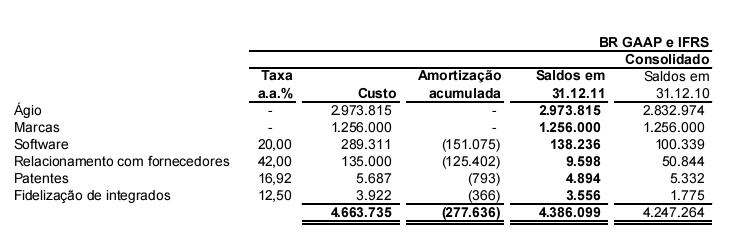 BR GAAP e IFRS
Consolidado
Taxa Amortização Saldos em Saldos em
a.a.% Custo acumulada 31.12.11 31.12.10
Ágio - 2.973.815 - 2.973.815 2.832.974
Marcas - 1.256.000 - 1.256.000 1.256.000
Software 20,00 289.311 (151.075) 138.236 100.339
Relacionamento com fornecedores 42,00 135.000 (125.402) 9.598 50.844
Patentes 16,92 5.687 (793) 4.894 5.332
Fidelização de integrados 12,50 3.922 (366) 3.556 1.775
4.663.735 (277.636) 4.386.099 4.247.264